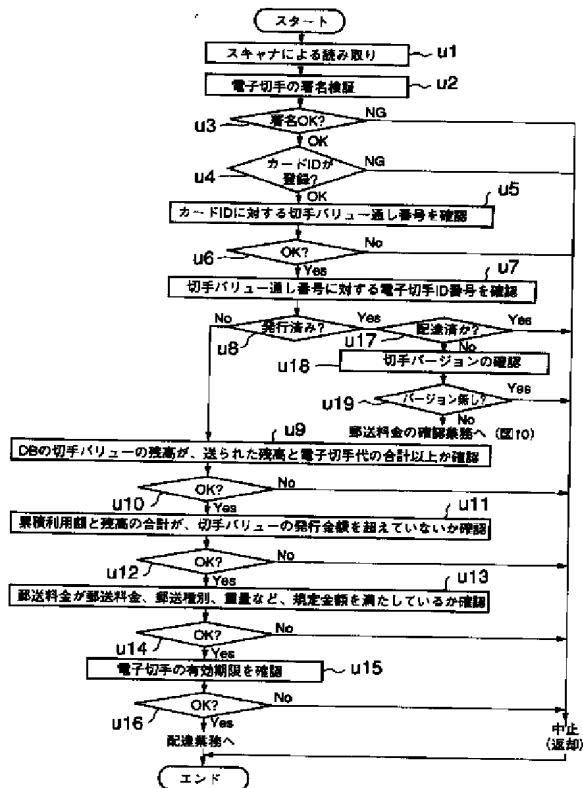 スタート
スキャナによる読み取り u1
電子切手の署名検証 u2
署名OK? NG
u3
OK
カードIDが登録? NG
u4
OK
u5
カードIDに対する切手バリュー通し番号を確認
OK? No
u6
Yes
u7
切手バリュー通し番号に対する電子切手ID番号を確認
No 発行済み? Yes 配達済か? Yes
u8 u17
No
u18 切手バージョンの確認
バージョン無し? Yes
u19
No
郵送料金の確認業務へ (図10)
u9
DBの切手バリューの残高が、送られた残高と電子切手代の合計以上か確認
OK? No
u10
Yes
u11
累積利用額と残高の合計が、切手バリューの発行金額を超えていないか確認
OK? No
u12
Yes
u13
郵送料金が郵送料金、郵送種別、重量など、規定金額を満たしているか確認
OK? No
u14
Yes
電子切手の有効期限を確認 u15
OK? No
u16
Yes
配達業務へ
中止
(返却)
エンド